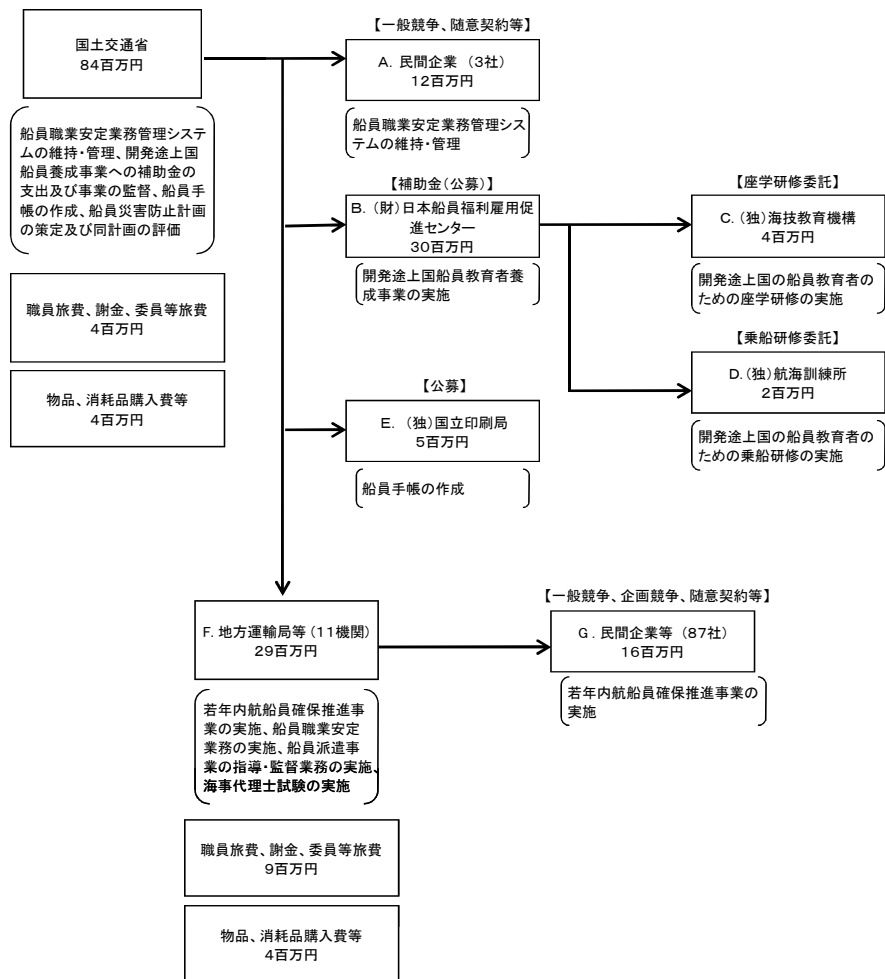 国土交通省
84百万円
船員職業安定業務管理システ
ムの維持・管理、開発途上国
船員養成事業への補助金の
支出及び事業の監督、船員手
帳の作成、船員災害防止計画
の策定及び同計画の評価
職員旅費、謝金、委員等旅費
4百万円
物品、消耗品購入費等
4百万円
【一般競争、随意契約等】
A. 民間企業 (3社)
12百万円
船員職業安定業務管理シス
テムの維持・管理
【補助金(公募)】
B. (財)日本船員福利雇用促
進センター
30百万円
開発途上国船員教育者養
成事業の実施
【座学研修委託】
C. (独)海技教育機構
4百万円
開発途上国の船員教育者の
ための座学研修の実施
【乗船研修委託】
D. (独)航海訓練所
2百万円
開発途上国の船員教育者の
ための乗船研修の実施
【公募】
E. (独)国立印刷局
5百万円
船員手帳の作成
F. 地方運輸局等 (11機関)
29百万円
若年内航船員確保推進事
業の実施、船員職業安定
業務の実施、船員派遣事
業の指導・監督業務の実施、
海事代理士試験の実施
職員旅費、謝金、委員等旅費
9百万円
物品、消耗品購入費等
4百万円
【一般競争、企画競争、随意契約等】
G. 民間企業等 (87社)
16百万円
若年内航船員確保推進事業の
実施